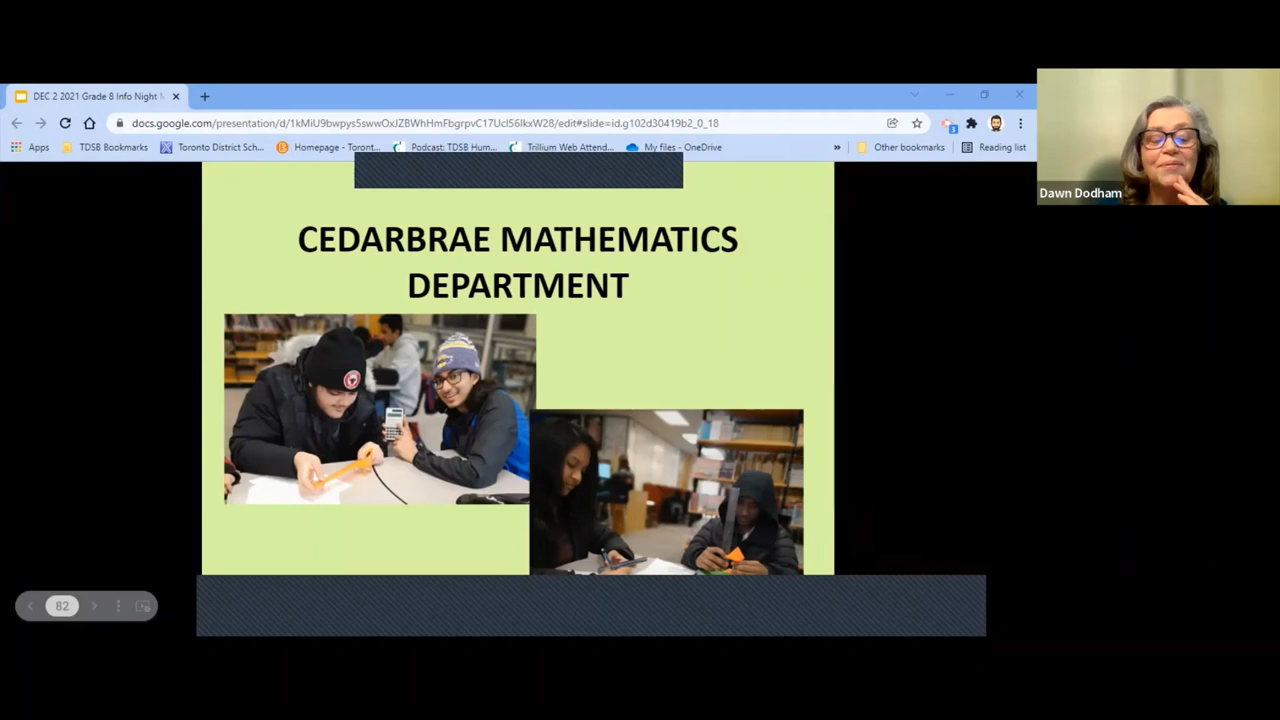 DEC 2 2021 Grade 8 Info Night
docs.google.com/presentation/d/1kMiU9bwpys5swwOxJZBWhHmFbgrpvC17Ucl56IkxW28/edit#slide=id.g102d30419b2_0_18
3
Apps TDSB Bookmarks Toronto District Sch... Homepage - Toront... Podcast: TDSB Hum... Trillium Web Attend... My files - OneDrive » Other bookmarks Reading list
Dawn Dodham
CEDARBRAE MATHEMATICS
DEPARTMENT
82